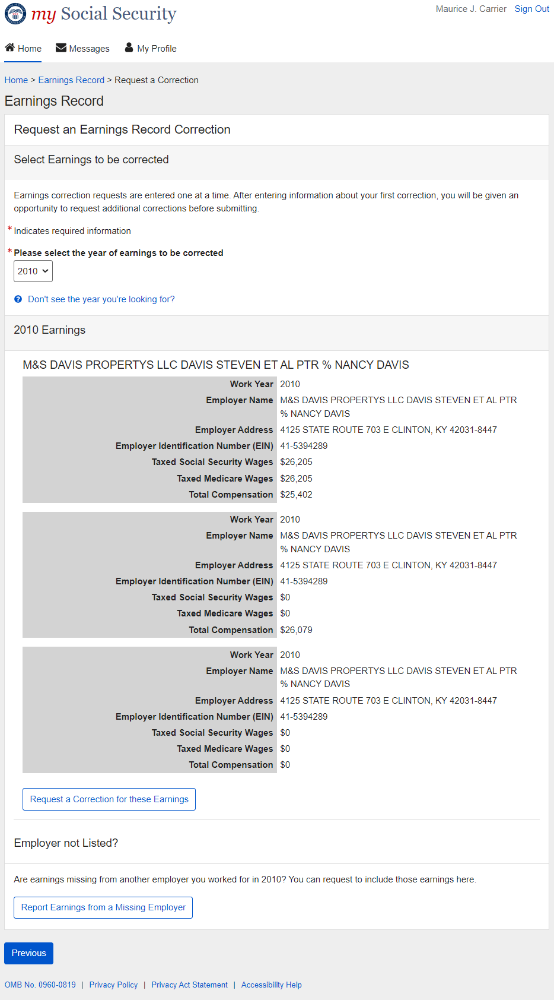 my Social Security
Maurice J. Carrier Sign Out
Home Messages My Profile
Home > Earnings Record > Request a Correction
Earnings Record
Request an Earnings Record Correction
Select Earnings to be corrected
Earnings correction requests are entered one at a time. After entering information about your first correction, you will be given an
opportunity to request additional corrections before submitting.
* Indicates required information
* Please select the year of earnings to be corrected
2010
Don't see the year you're looking for?
2010 Earnings
M&S DAVIS PROPERTYS LLC DAVIS STEVEN ET AL PTR % NANCY DAVIS
Work Year 2010
Employer Name M&S DAVIS PROPERTYS LLC DAVIS STEVEN ET AL PTR
% NANCY DAVIS
Employer Address 4125 STATE ROUTE 703 E CLINTON, KY 42031-8447
Employer Identification Number (EIN) 41-5394289
Taxed Social Security Wages $26,205
Taxed Medicare Wages $26,205
Total Compensation $25,402
Work Year 2010
Employer Name M&S DAVIS PROPERTYS LLC DAVIS STEVEN ET AL PTR
% NANCY DAVIS
Employer Address 4125 STATE ROUTE 703 E CLINTON, KY 42031-8447
Employer Identification Number (EIN) 41-5394289
Taxed Social Security Wages $0
Taxed Medicare Wages $0
Total Compensation $26,079
Work Year 2010
Employer Name M&S DAVIS PROPERTYS LLC DAVIS STEVEN ET AL PTR
% NANCY DAVIS
Employer Address 4125 STATE ROUTE 703 E CLINTON, KY 42031-8447
Employer Identification Number (EIN) 41-5394289
Taxed Social Security Wages $0
Taxed Medicare Wages $0
Total Compensation $0
Request a Correction for these Earnings
Employer not Listed?
Are earnings missing from another employer you worked for in 2010? You can request to include those earnings here.
Report Earnings from a Missing Employer
Previous
OMB No. 0960-0819 | Privacy Policy | Privacy Act Statement | Accessibility Help